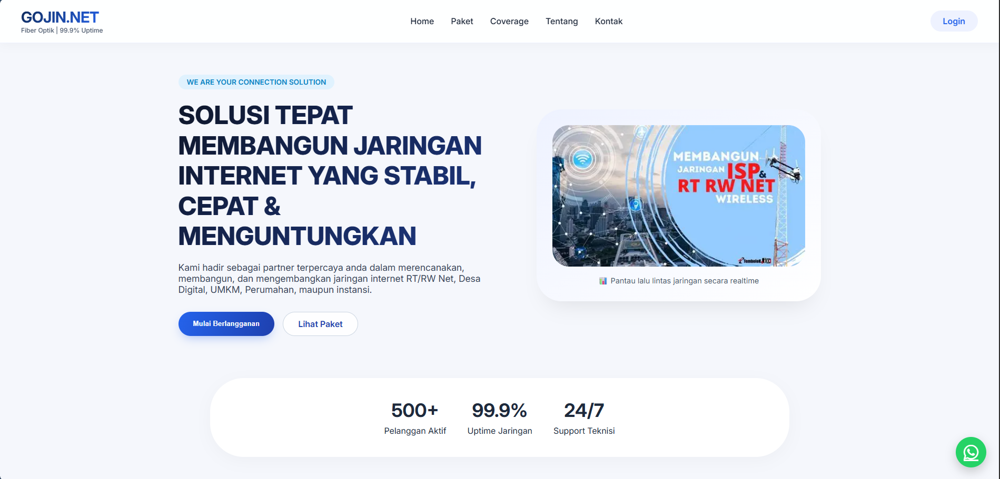 GOJIN.NET
Fiber Optik | 99.9% Uptime
Home
Paket
Coverage
Tentang
Kontak
Login
WE ARE YOUR CONNECTION SOLUTION
SOLUSI TEPAT
MEMBANGUN JARINGAN
INTERNET YANG STABIL,
CEPAT &
MENGUNTUNGKAN
Kami hadir sebagai partner terpercaya anda dalam merencanakan,
membangun, dan mengembangkan jaringan internet RT/RW Net, Desa
Digital, UMKM, Perumahan, maupun instansi.
Mulai Berlangganan
Lihat Paket
MEMBANGUN
JARINGAN ISP &
RT RW NET
WIRELESS
Tembolok.ID
Pantau lalu lintas jaringan secara realtime
500+
Pelanggan Aktif
99.9%
Uptime Jaringan
24/7
Support Teknisi